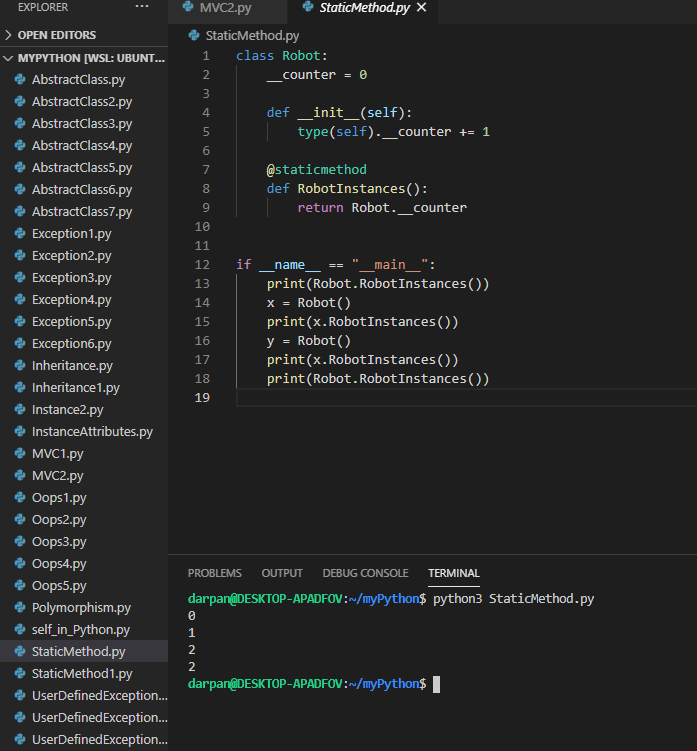 EXPLORER ...
OPEN EDITORS
MYPYTHON [WSL: UBUNT...
AbstractClass.py
AbstractClass2.py
AbstractClass3.py
AbstractClass4.py
AbstractClass5.py
AbstractClass6.py
AbstractClass7.py
Exception1.py
Exception2.py
Exception3.py
Exception4.py
Exception5.py
Exception6.py
Inheritance.py
Inheritance1.py
Instance2.py
InstanceAttributes.py
MVC1.py
MVC2.py
Oops1.py
Oops2.py
Oops3.py
Oops4.py
Oops5.py
Polymorphism.py
self_in_Python.py
StaticMethod.py
StaticMethod1.py
UserDefinedException...
UserDefinedException...
UserDefinedException...
MVC2.py StaticMethod.py
StaticMethod.py
1 class Robot:
2     __counter = 0
3
4     def __init__(self):
5         type(self).__counter += 1
6
7     @staticmethod
8     def RobotInstances():
9         return Robot.__counter
10
11
12 if __name__ == "__main__":
13     print(Robot.RobotInstances())
14     x = Robot()
15     print(x.RobotInstances())
16     y = Robot()
17     print(x.RobotInstances())
18     print(Robot.RobotInstances())
19
PROBLEMS OUTPUT DEBUG CONSOLE TERMINAL
darpan@DESKTOP-APADFOV:~/myPython$ python3 StaticMethod.py
0
1
2
2
darpan@DESKTOP-APADFOV:~/myPython$